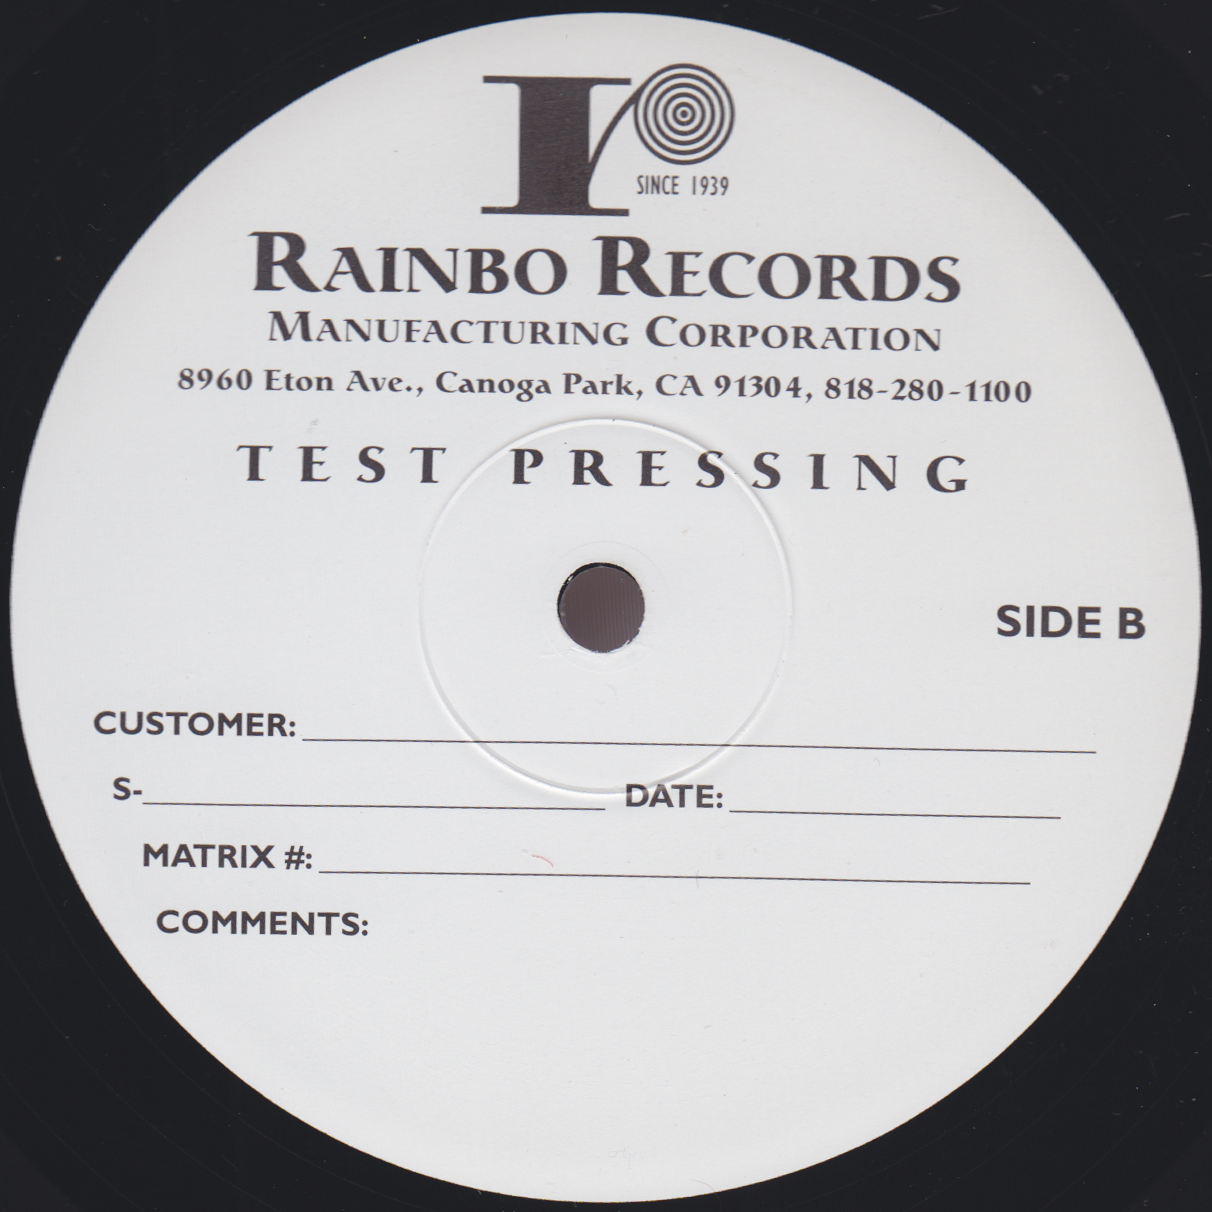 r
SINCE 1939
RAINBO RECORDS
MANUFACTURING CORPORATION
8960 Eton Ave., Canoga Park, CA 91304, 818-280-1100
TEST PRESSING
SIDE B
CUSTOMER:
S- DATE:
MATRIX #:
COMMENTS: